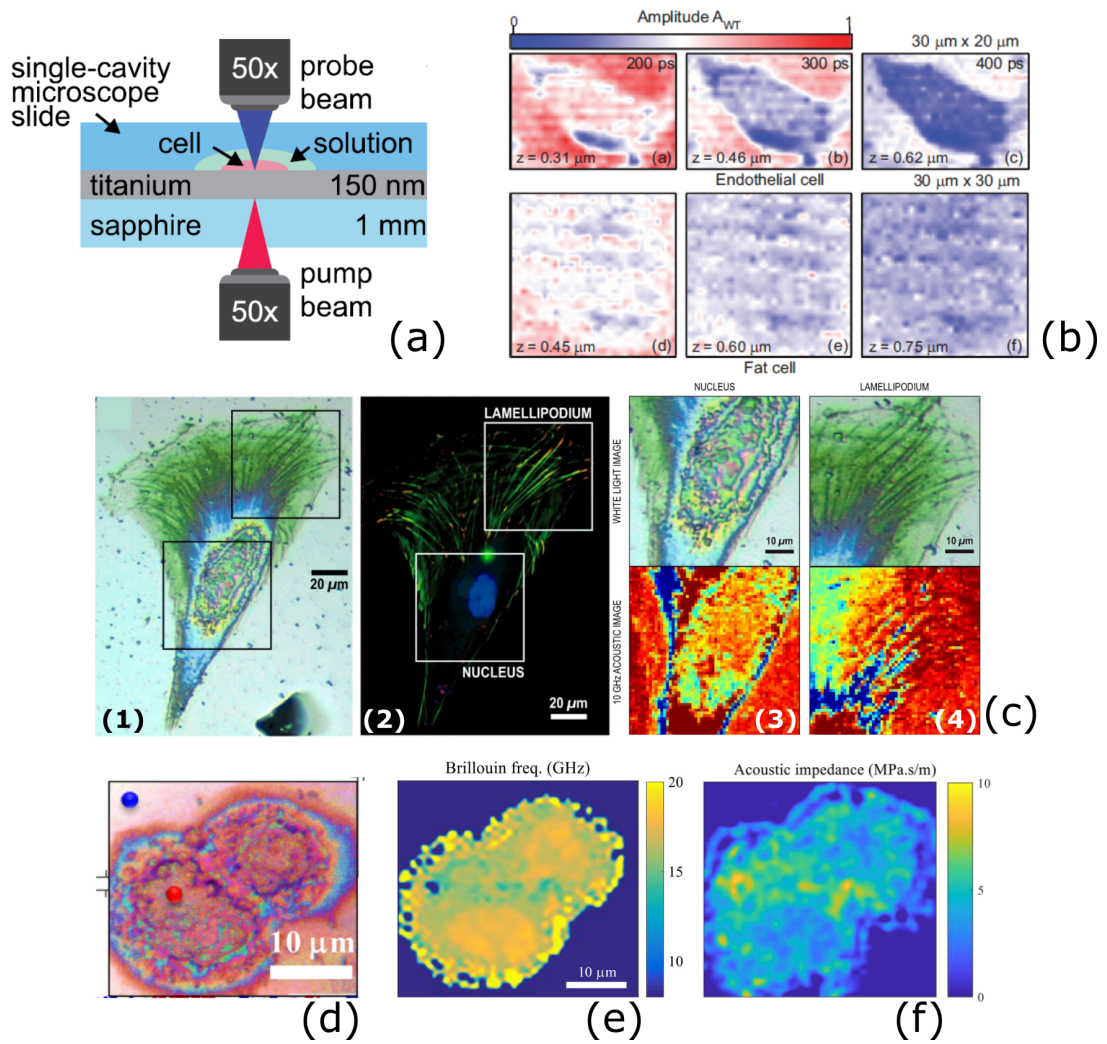 50x
probe
beam
single-cavity
microscope
slide
cell
solution
titanium
150 nm
sapphire
1 mm
50x
pump
beam
(a)
0
Amplitude A_WT
1
30 μm x 20 μm
200 ps
z = 0.31 μm
(a)
300 ps
z = 0.46 μm
(b)
400 ps
z = 0.62 μm
(c)
Endothelial cell
30 μm x 30 μm
z = 0.45 μm
(d)
z = 0.60 μm
(e)
z = 0.75 μm
(f)
Fat cell
(b)
20 μm
(1)
LAMELLIPODIUM
NUCLEUS
20 μm
(2)
NUCLEUS
LAMELLIPODIUM
WHITE LIGHT IMAGE
10 μm
10 μm
10 GHz ACOUSTIC IMAGE
(3)
(4)
(c)
10 μm
(d)
Brillouin freq. (GHz)
20
15
10
10 μm
(e)
Acoustic impedance (MPa.s/m)
10
5
0
(f)